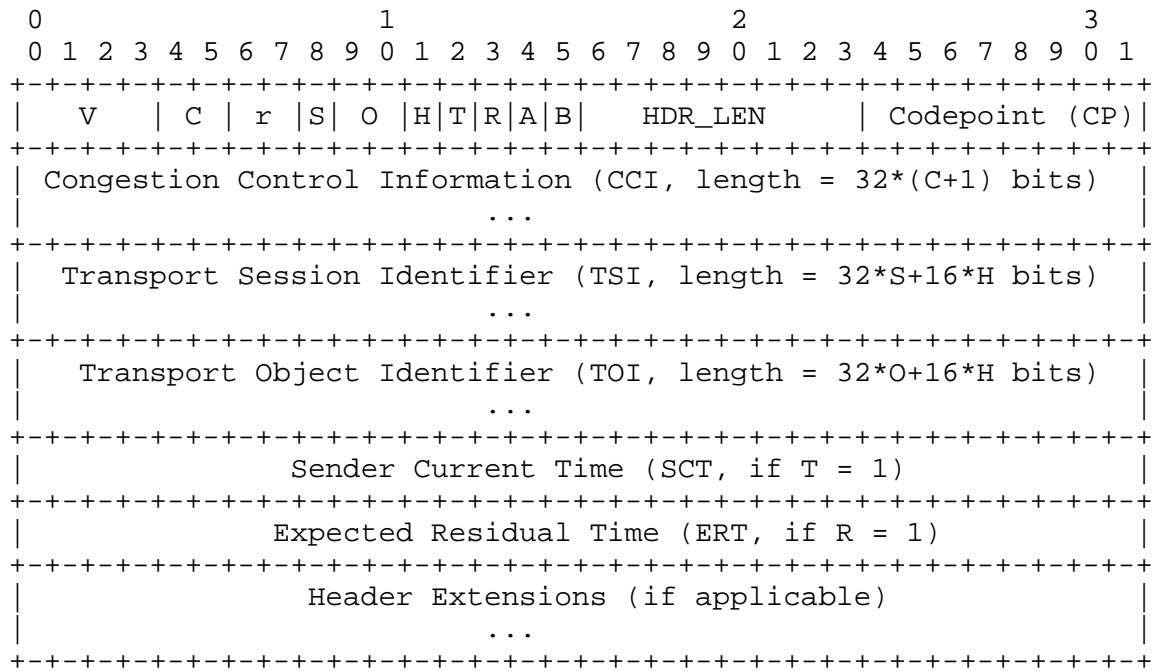 0                   1                   2                   3
 0 1 2 3 4 5 6 7 8 9 0 1 2 3 4 5 6 7 8 9 0 1 2 3 4 5 6 7 8 9 0 1
+-+-+-+-+-+-+-+-+-+-+-+-+-+-+-+-+-+-+-+-+-+-+-+-+-+-+-+-+-+-+-+-+
|   V   | C | r |S| O |H|T|R|A|B|   HDR_LEN     | Codepoint (CP)|
+-+-+-+-+-+-+-+-+-+-+-+-+-+-+-+-+-+-+-+-+-+-+-+-+-+-+-+-+-+-+-+-+
| Congestion Control Information (CCI, length = 32*(C+1) bits)  |
|                          ...                                  |
+-+-+-+-+-+-+-+-+-+-+-+-+-+-+-+-+-+-+-+-+-+-+-+-+-+-+-+-+-+-+-+-+
|  Transport Session Identifier (TSI, length = 32*S+16*H bits)  |
|                          ...                                  |
+-+-+-+-+-+-+-+-+-+-+-+-+-+-+-+-+-+-+-+-+-+-+-+-+-+-+-+-+-+-+-+-+
|   Transport Object Identifier (TOI, length = 32*O+16*H bits)  |
|                          ...                                  |
+-+-+-+-+-+-+-+-+-+-+-+-+-+-+-+-+-+-+-+-+-+-+-+-+-+-+-+-+-+-+-+-+
|               Sender Current Time (SCT, if T = 1)             |
+-+-+-+-+-+-+-+-+-+-+-+-+-+-+-+-+-+-+-+-+-+-+-+-+-+-+-+-+-+-+-+-+
|              Expected Residual Time (ERT, if R = 1)           |
+-+-+-+-+-+-+-+-+-+-+-+-+-+-+-+-+-+-+-+-+-+-+-+-+-+-+-+-+-+-+-+-+
|                Header Extensions (if applicable)              |
|                          ...                                  |
+-+-+-+-+-+-+-+-+-+-+-+-+-+-+-+-+-+-+-+-+-+-+-+-+-+-+-+-+-+-+-+-+